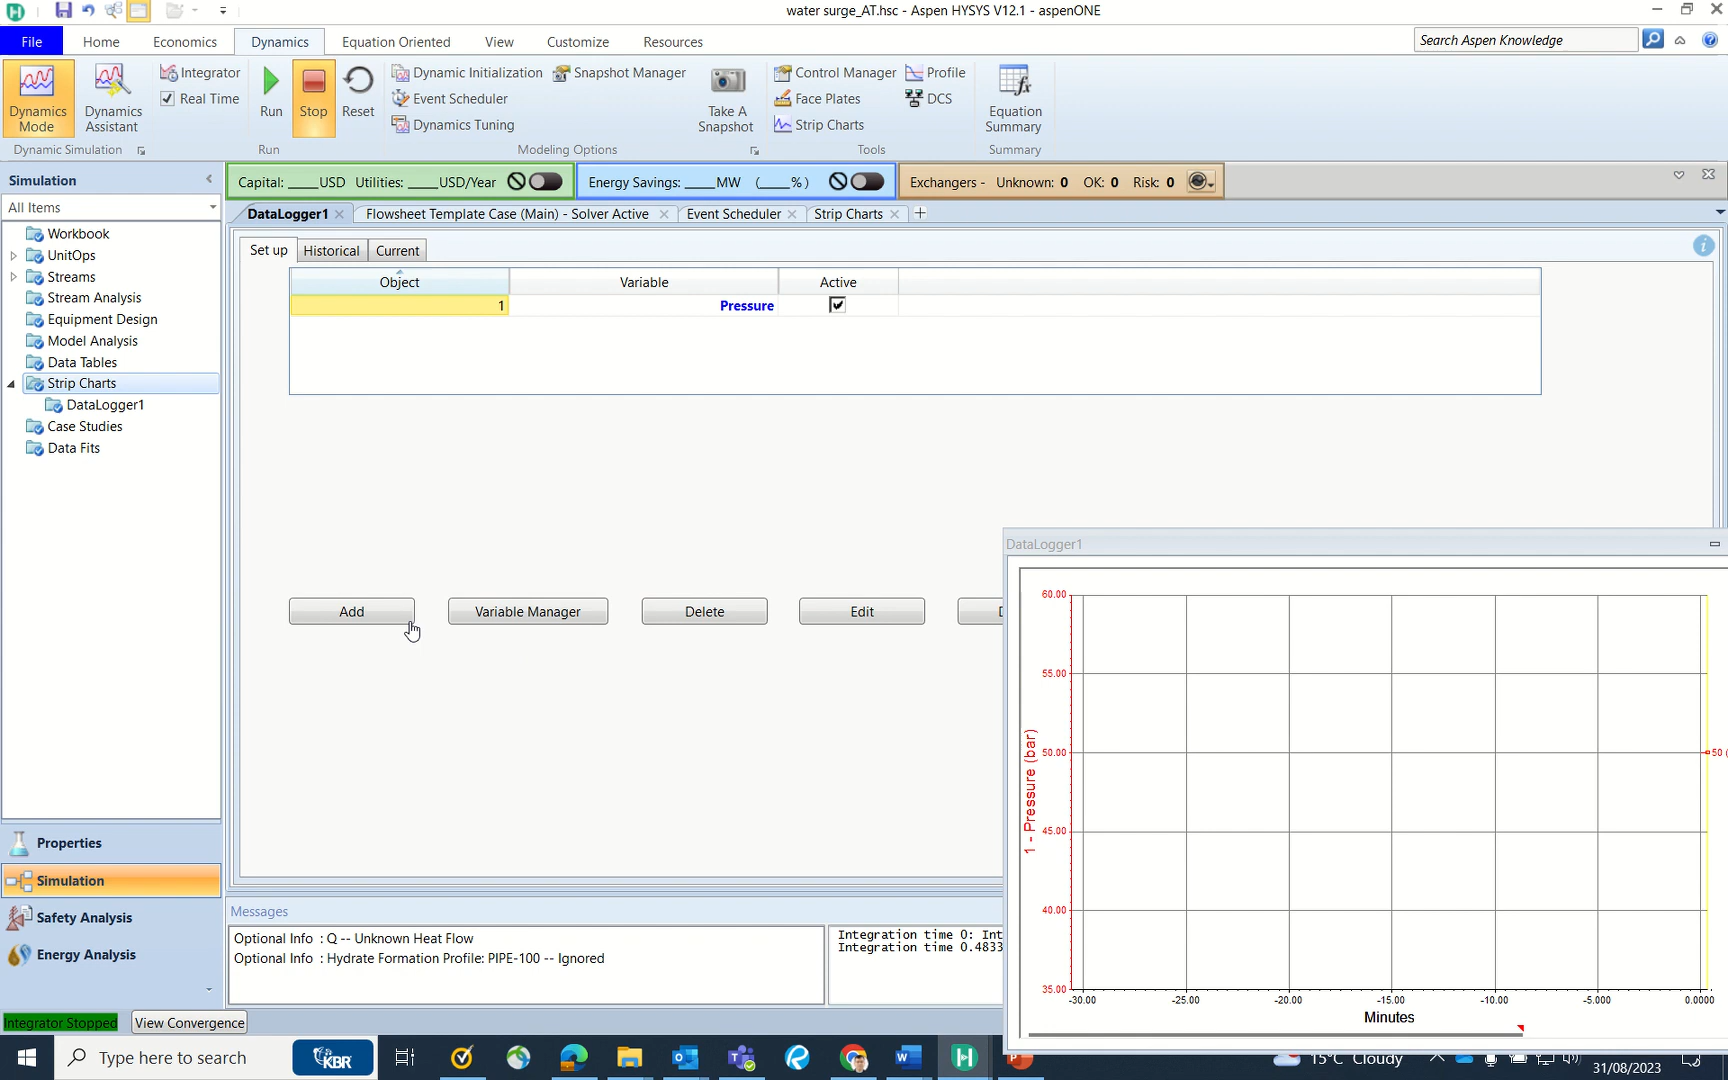 water surge_AT.hsc - Aspen HYSYS V12.1 - aspenONE
File Home Economics Dynamics Equation Oriented View Customize Resources Search Aspen Knowledge
Dynamics Mode
Dynamics Assistant
Integrator
Real Time
Run Stop Reset
Dynamic Initialization
Event Scheduler
Dynamics Tuning
Snapshot Manager
Take A Snapshot
Control Manager
Face Plates
Strip Charts
Profile
DCS
Equation Summary
Dynamic Simulation Run Modeling Options Tools Summary
Simulation
All Items
Workbook
UnitOps
Streams
Stream Analysis
Equipment Design
Model Analysis
Data Tables
Strip Charts
DataLogger1
Case Studies
Data Fits
Properties
Simulation
Safety Analysis
Energy Analysis
Capital: ____USD Utilities: ____USD/Year Energy Savings: ____MW (____%) Exchangers - Unknown: 0 OK: 0 Risk: 0
DataLogger1 Flowsheet Template Case (Main) - Solver Active Event Scheduler Strip Charts
Set up Historical Current
Object Variable Active
1 Pressure
Add Variable Manager Delete Edit
DataLogger1
60.00
55.00
50.00
45.00
40.00
35.00
1 - Pressure (bar)
50 (
-30.00 -25.00 -20.00 -15.00 -10.00 -5.000 0.0000
Minutes
Messages
Optional Info : Q -- Unknown Heat Flow
Optional Info : Hydrate Formation Profile: PIPE-100 -- Ignored
Integration time 0: Int
Integration time 0.4833
Integrator Stopped View Convergence
Type here to search KBR
15°C Cloudy
31/08/2023